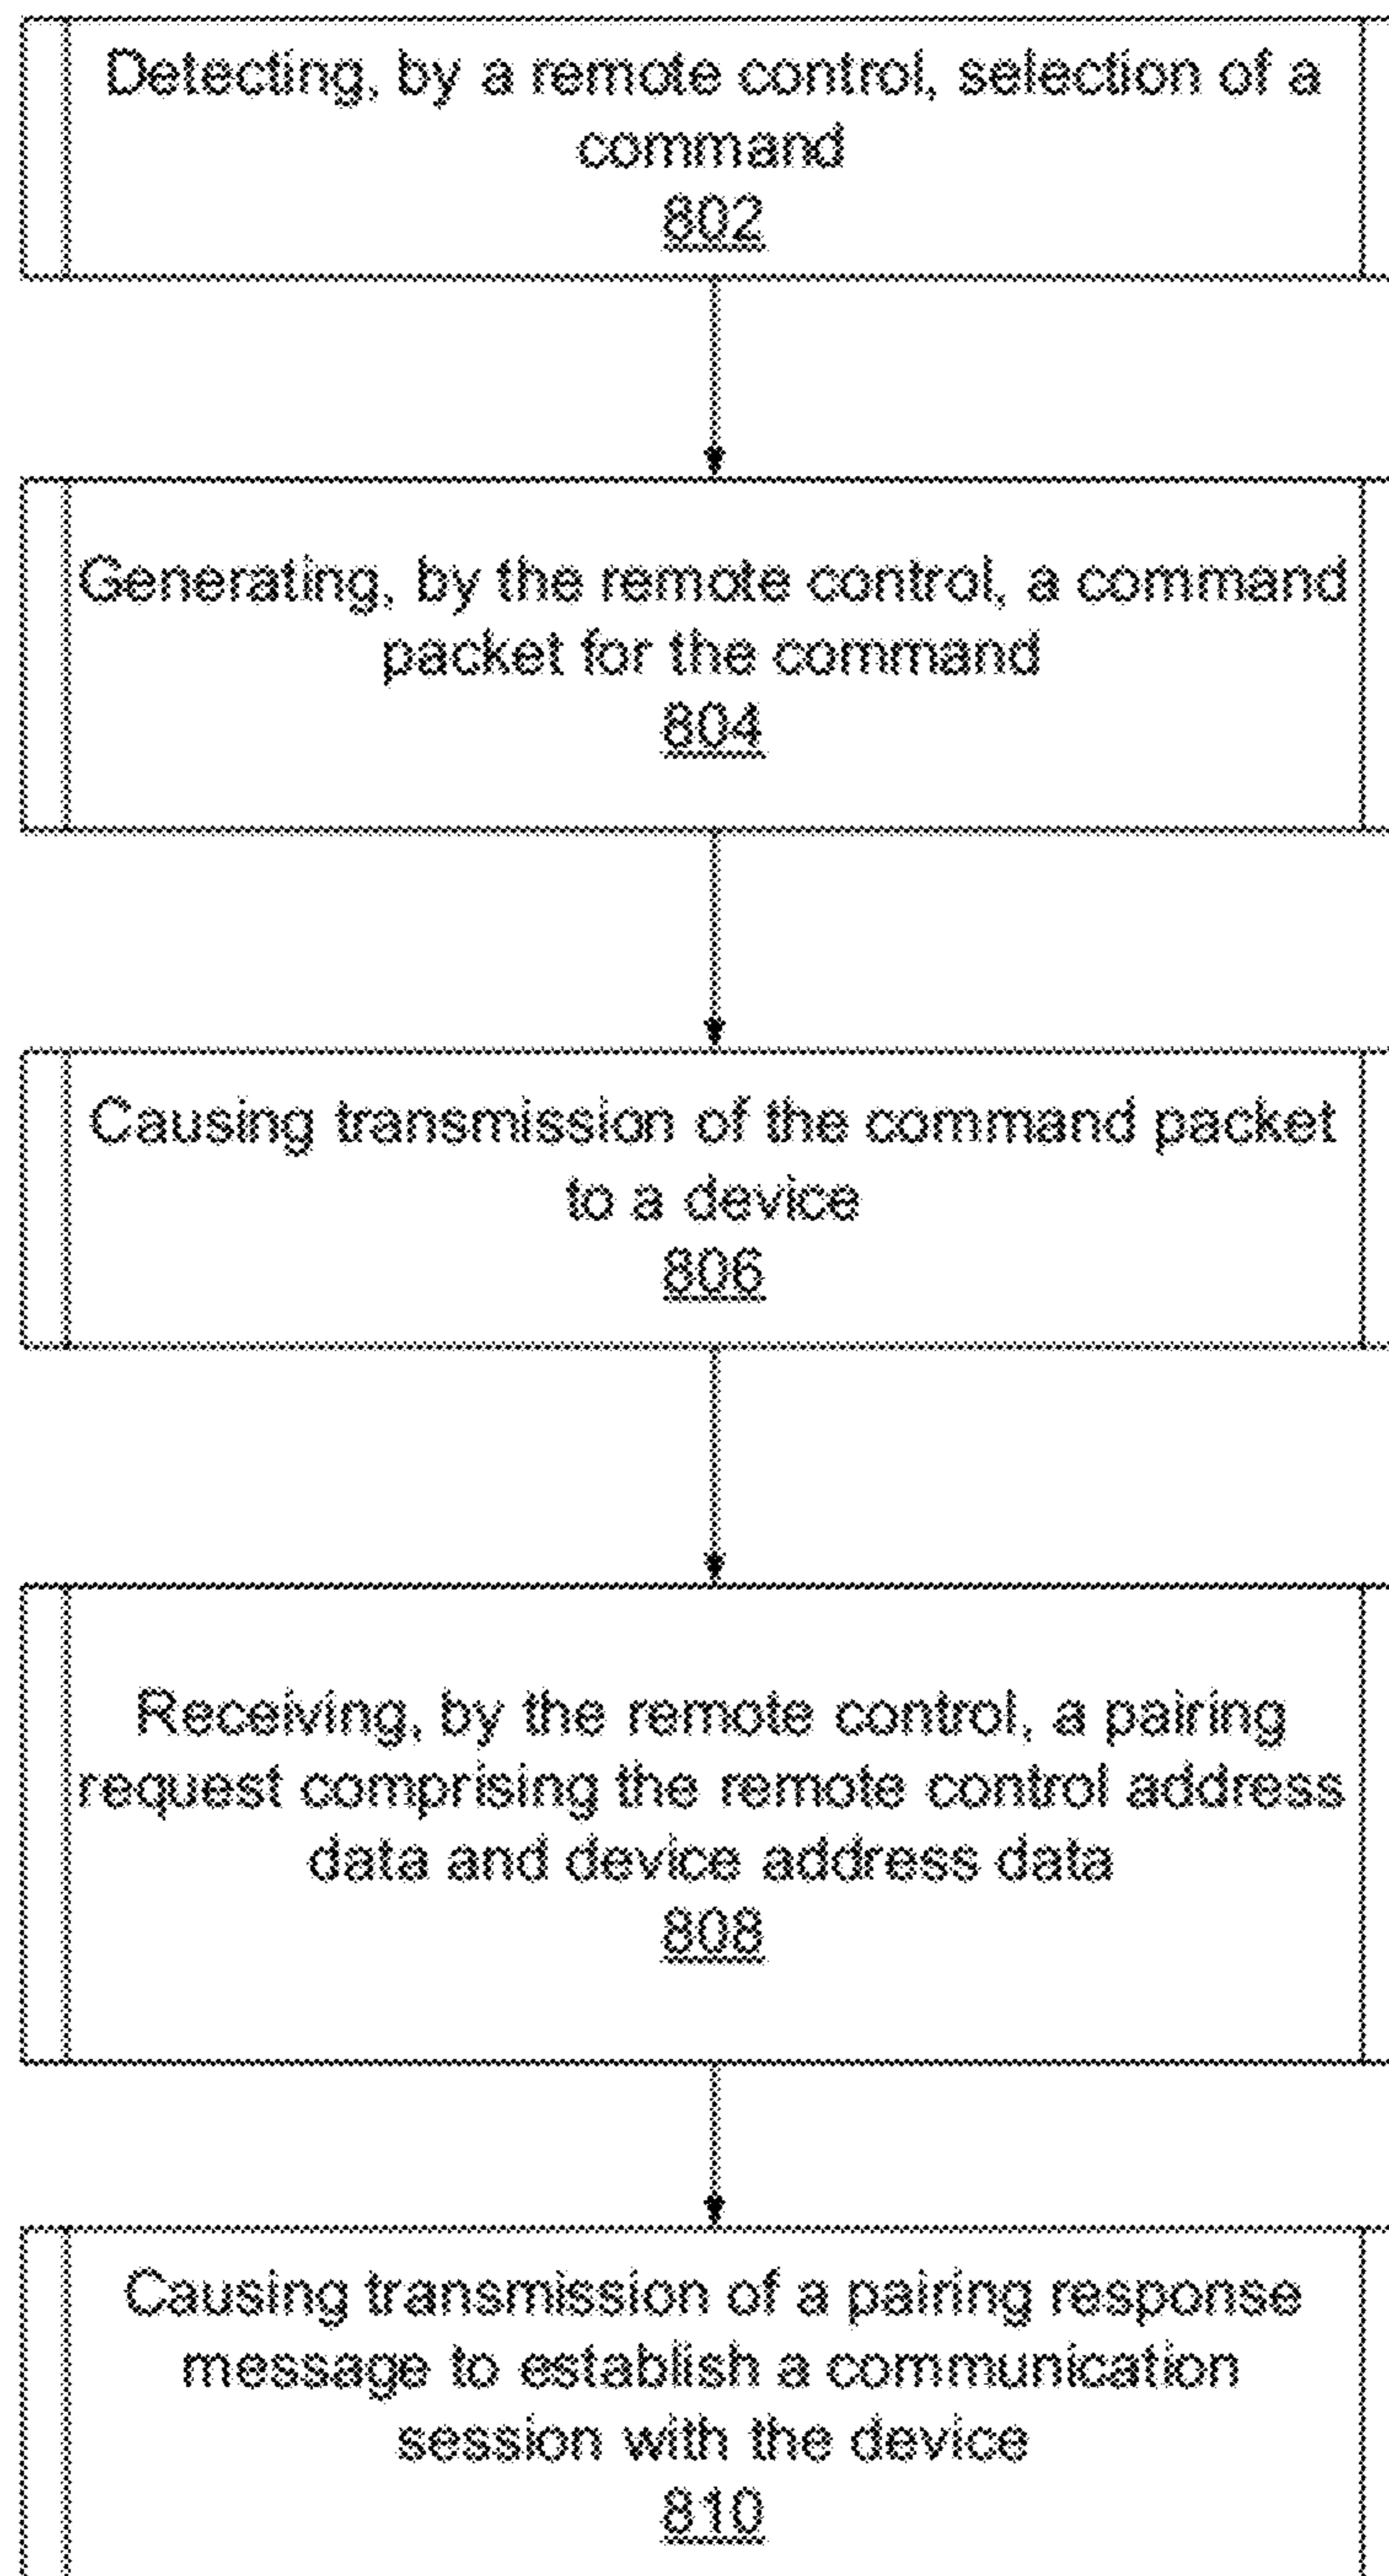 Detecting, by a remote control, selection of a
command
802
Generating, by the remote control, a command
packet for the command
804
Causing transmission of the command packet
to a device
806
Receiving, by the remote control, a pairing
request comprising the remote control address
data and device address data
808
Causing transmission of a pairing response
message to establish a communication
session with the device
810